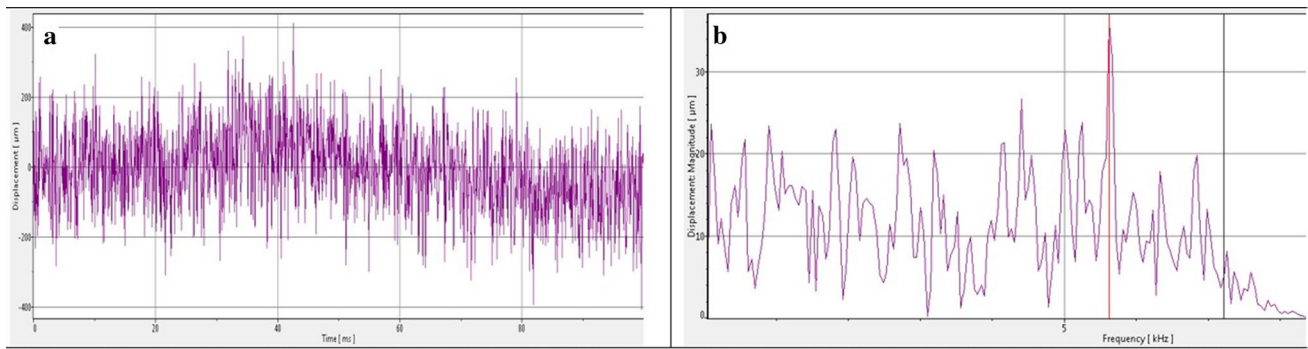 a
Displacement [ µm ]
400
200
0
-200
-400
0 20 40 60 80
Time [ ms ]
b
Displacement: Magnitude [ µm ]
30
20
10
0
5
Frequency [ kHz ]